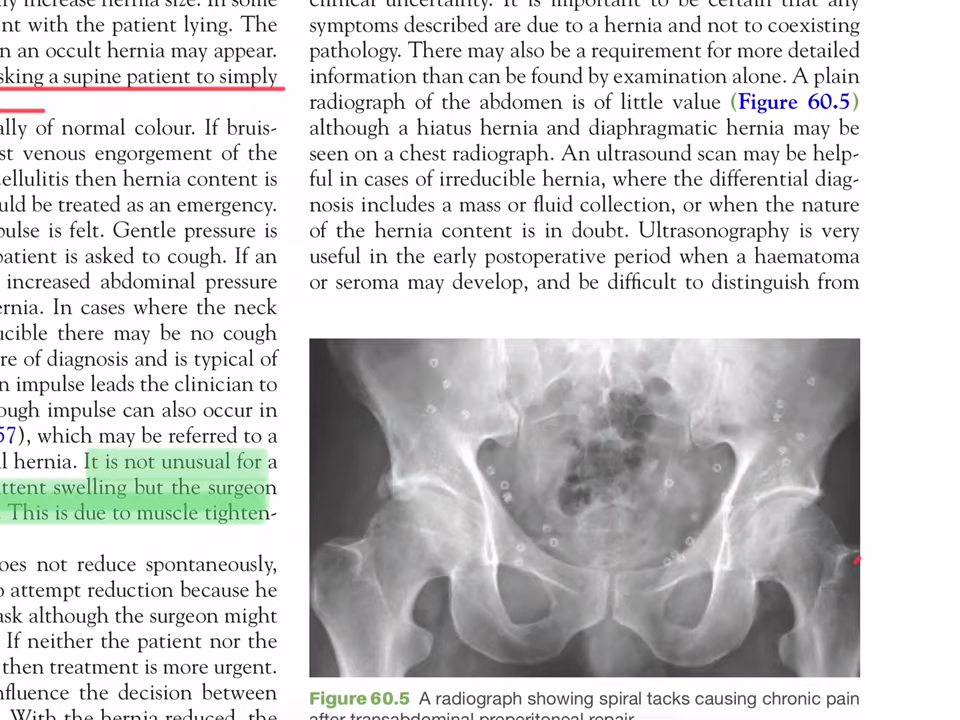 increase hernia size. In some
nt with the patient lying. The
n an occult hernia may appear.
sking a supine patient to simply
ally of normal colour. If bruis-
st venous engorgement of the
ellulitis then hernia content is
uld be treated as an emergency.
pulse is felt. Gentle pressure is
patient is asked to cough. If an
increased abdominal pressure
ernia. In cases where the neck
ucible there may be no cough
re of diagnosis and is typical of
n impulse leads the clinician to
ough impulse can also occur in
57), which may be referred to a
l hernia. It is not unusual for a
ttent swelling but the surgeon
This is due to muscle tighten-
oes not reduce spontaneously,
o attempt reduction because he
ask although the surgeon might
If neither the patient nor the
then treatment is more urgent.
nfluence the decision between
With the hernia reduced, the
clinical uncertainty. It is important to be certain that any
symptoms described are due to a hernia and not to coexisting
pathology. There may also be a requirement for more detailed
information than can be found by examination alone. A plain
radiograph of the abdomen is of little value (Figure 60.5)
although a hiatus hernia and diaphragmatic hernia may be
seen on a chest radiograph. An ultrasound scan may be help-
ful in cases of irreducible hernia, where the differential diag-
nosis includes a mass or fluid collection, or when the nature
of the hernia content is in doubt. Ultrasonography is very
useful in the early postoperative period when a haematoma
or seroma may develop, and be difficult to distinguish from
Figure 60.5 A radiograph showing spiral tacks causing chronic pain
after transabdominal preperitoneal repair.